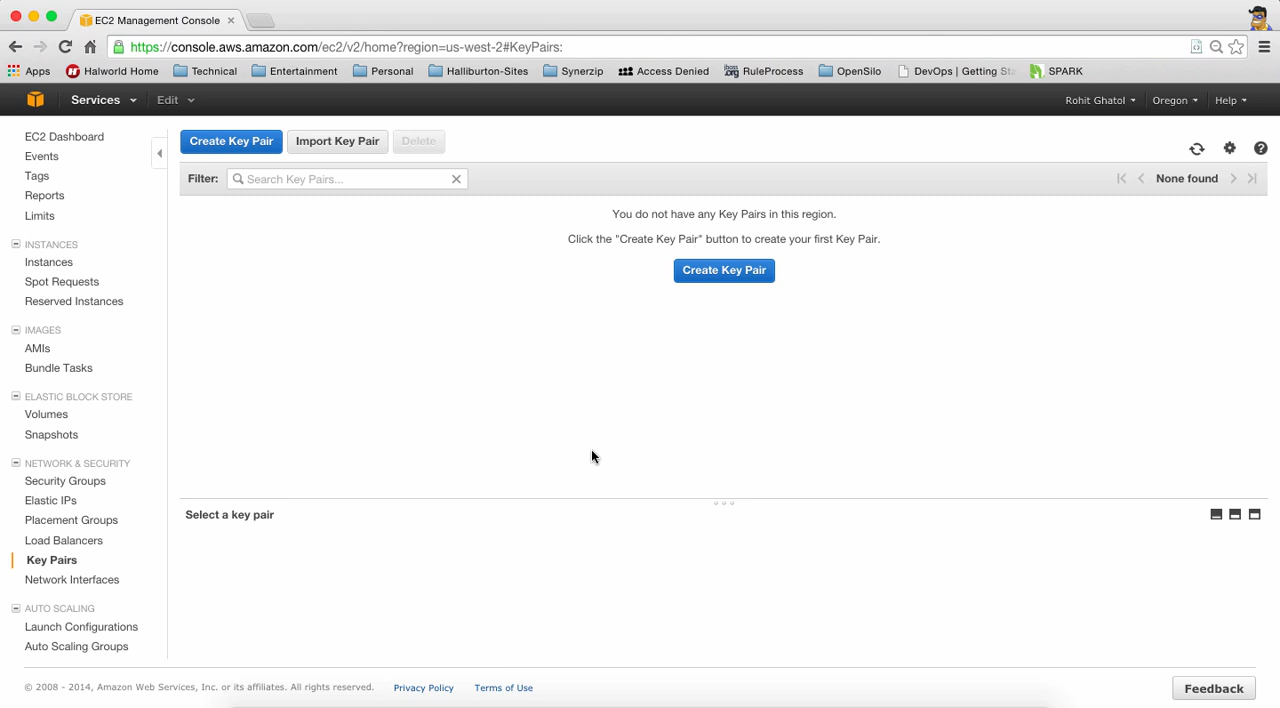 EC2 Management Console
https://console.aws.amazon.com/ec2/v2/home?region=us-west-2#KeyPairs:
Apps Halworld Home Technical Entertainment Personal Halliburton-Sites Synerzip Access Denied RuleProcess OpenSilo DevOps | Getting Sta SPARK
Services Edit Rohit Ghatol Oregon Help
EC2 Dashboard
Events
Tags
Reports
Limits
INSTANCES
Instances
Spot Requests
Reserved Instances
IMAGES
AMIs
Bundle Tasks
ELASTIC BLOCK STORE
Volumes
Snapshots
NETWORK & SECURITY
Security Groups
Elastic IPs
Placement Groups
Load Balancers
Key Pairs
Network Interfaces
AUTO SCALING
Launch Configurations
Auto Scaling Groups
Create Key Pair Import Key Pair Delete
Filter: Search Key Pairs... None found
You do not have any Key Pairs in this region.
Click the "Create Key Pair" button to create your first Key Pair.
Create Key Pair
Select a key pair
© 2008 - 2014, Amazon Web Services, Inc. or its affiliates. All rights reserved. Privacy Policy Terms of Use Feedback